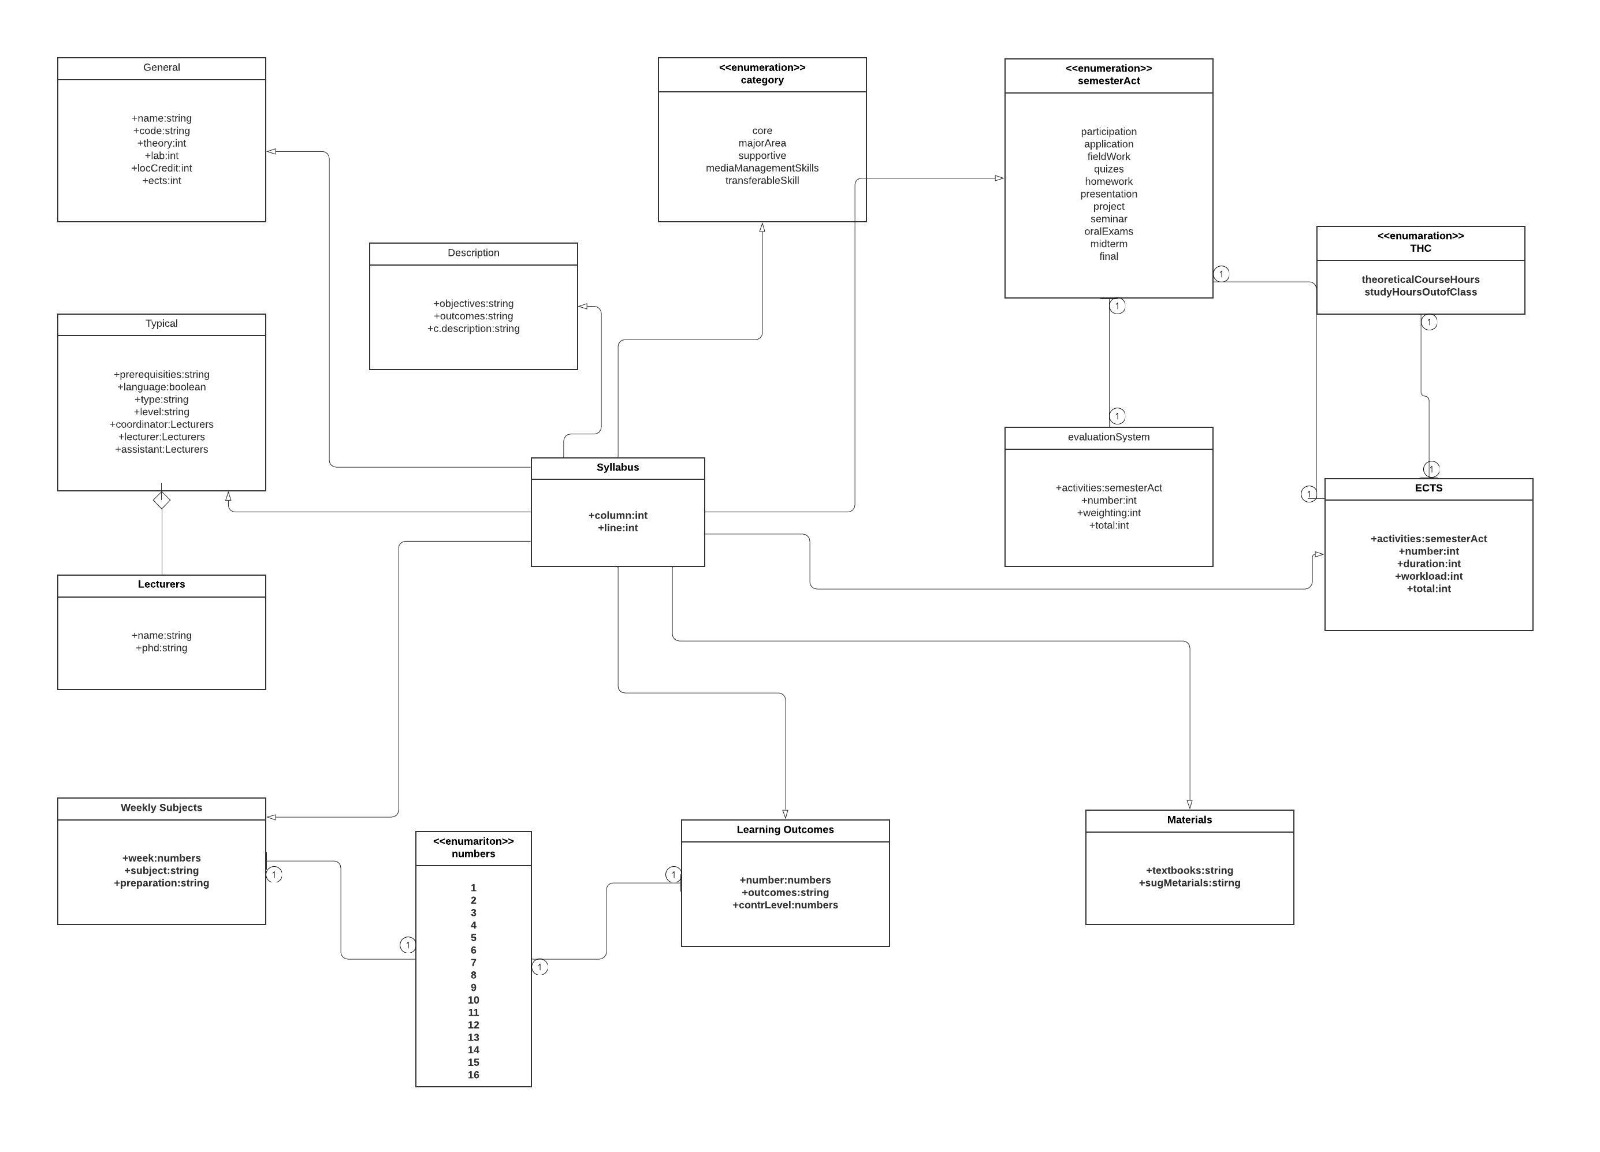 General
+name:string
+code:string
+theory:int
+lab:int
+locCredit:int
+ects:int
<<enumeration>>
category
core
majorArea
supportive
mediaManagementSkills
transferableSkill
<<enumeration>>
semesterAct
participation
application
fieldWork
quizes
homework
presentation
project
seminar
oralExams
midterm
final
<<enumaration>>
THC
theoreticalCourseHours
studyHoursOutofClass
Description
+objectives:string
+outcomes:string
+c.description:string
Typical
+prerequisities:string
+language:boolean
+type:string
+level:string
+coordinator:Lecturers
+lecturer:Lecturers
+assistant:Lecturers
1
1
1
1
evaluationSystem
+activities:semesterAct
+number:int
+weighting:int
+total:int
Syllabus
+column:int
+line:int
1
1
ECTS
+activities:semesterAct
+number:int
+duration:int
+workload:int
+total:int
Lecturers
+name:string
+phd:string
Weekly Subjects
+week:numbers
+subject:string
+preparation:string
1
1
<<enumariton>>
numbers
1
2
3
4
5
6
7
8
9
10
11
12
13
14
15
16
1
1
Learning Outcomes
+number:numbers
+outcomes:string
+contrLevel:numbers
Materials
+textbooks:string
+sugMetarials:stirng